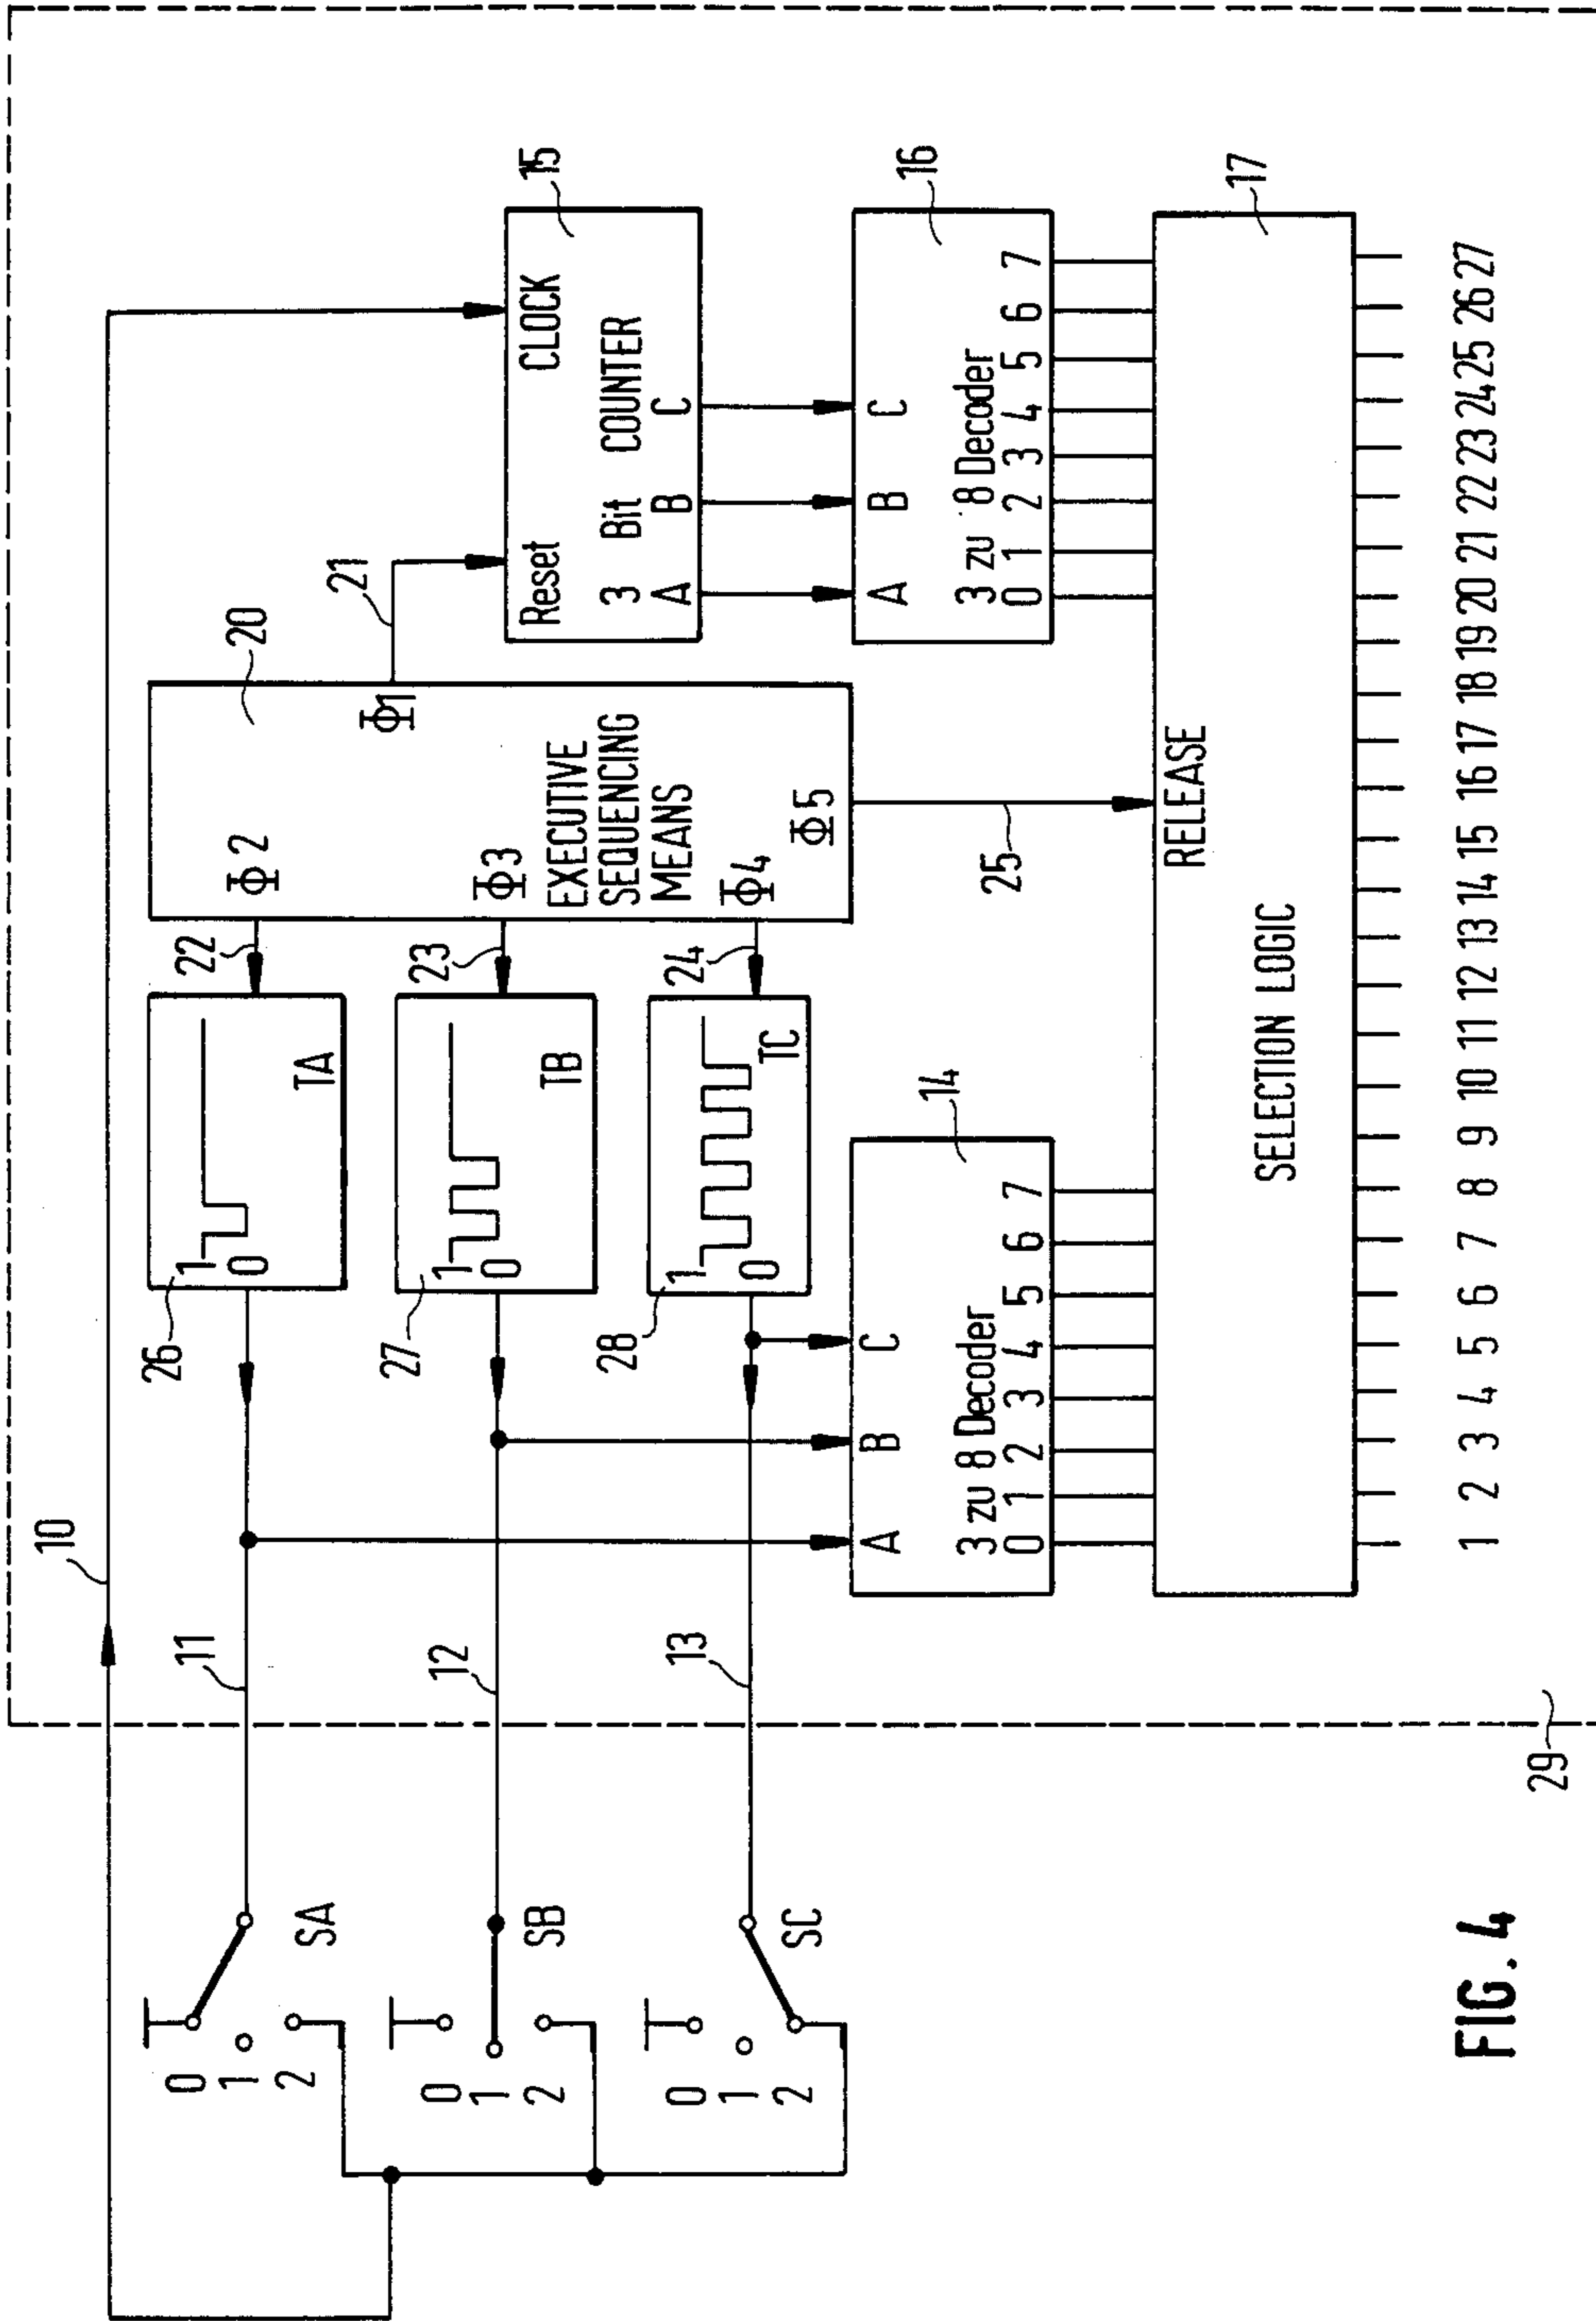 10
11
12
13
0
1
2
SA
0
1
2
SB
0
1
2
SC
26
1
0
TA
27
1
0
TB
28
1
0
TC
22
23
24
20
Φ2
Φ1
Φ3
EXECUTIVE
SEQUENCING
MEANS
Φ4
Φ5
21
25
15
Reset CLOCK
3 Bit COUNTER
A B C
14
A B C
3 zu 8 Decoder
0 1 2 3 4 5 6 7
16
A B C
3 zu 8 Decoder
0 1 2 3 4 5 6 7
17
RELEASE
SELECTION LOGIC
1 2 3 4 5 6 7 8 9 10 11 12 13 14 15 16 17 18 19 20 21 22 23 24 25 26 27
29
FIG. 4